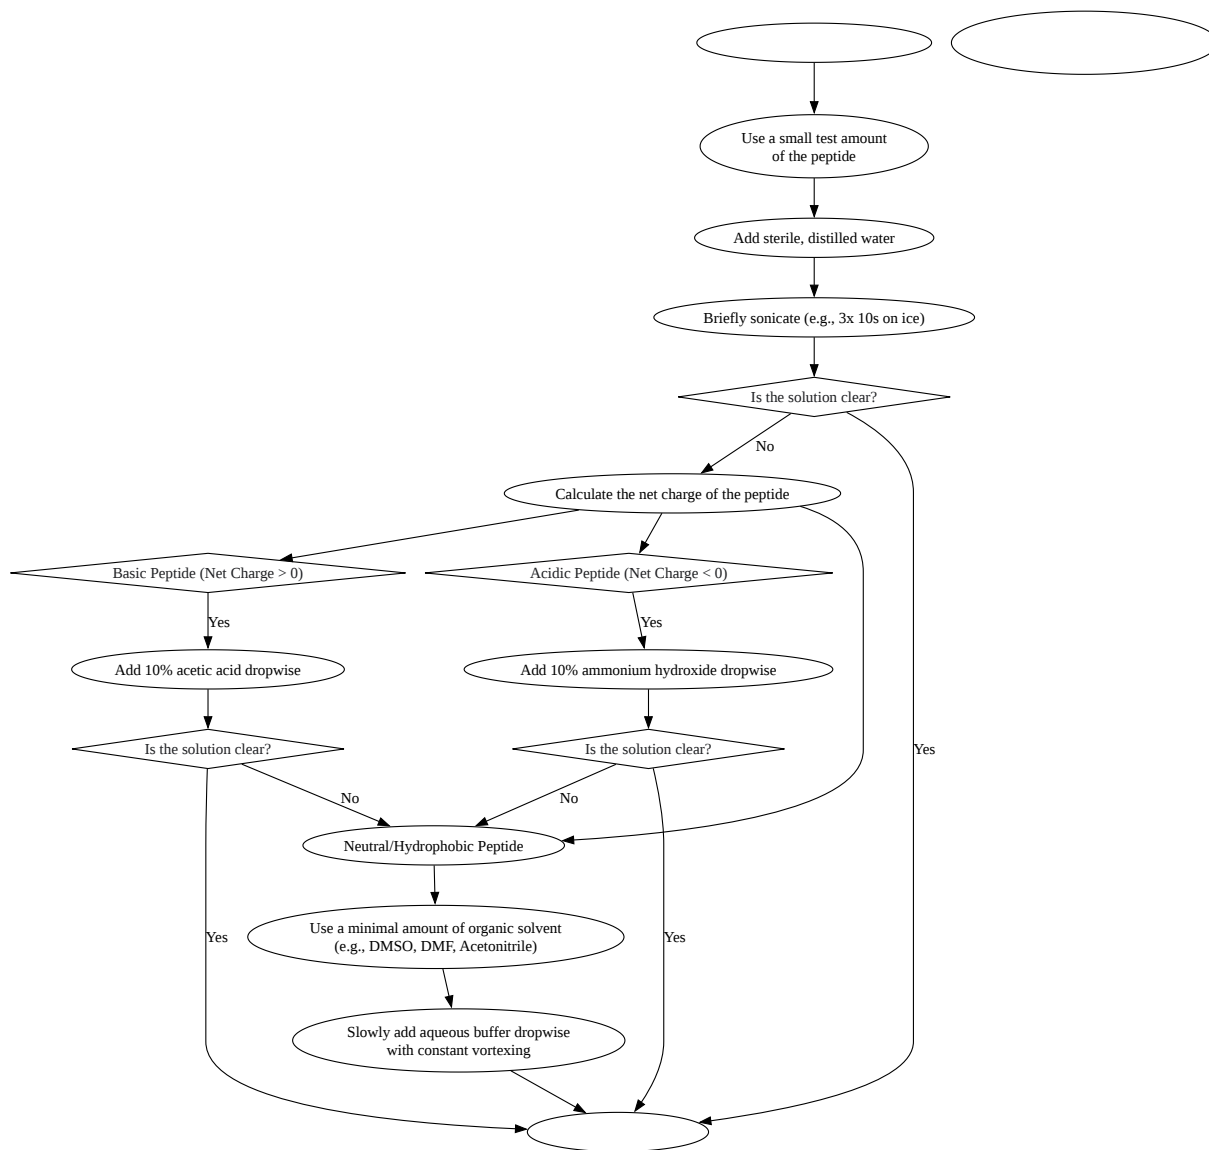 Use a small test amount
of the peptide
Add sterile, distilled water
Briefly sonicate (e.g., 3x 10s on ice)
Is the solution clear?
No
Calculate the net charge of the peptide
Basic Peptide (Net Charge > 0)
Acidic Peptide (Net Charge < 0)
Yes
Yes
Add 10% acetic acid dropwise
Add 10% ammonium hydroxide dropwise
Is the solution clear?
Is the solution clear?
Yes
No
No
Neutral/Hydrophobic Peptide
Use a minimal amount of organic solvent
(e.g., DMSO, DMF, Acetonitrile)
Yes
Yes
Slowly add aqueous buffer dropwise
with constant vortexing